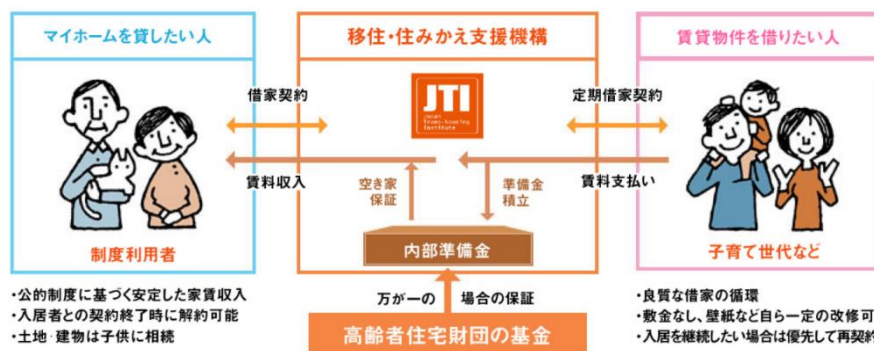 マイホームを貸したい人
移住・住みかえ支援機構
賃貸物件を借りたい人
借家契約
JTI
Japan
Trans-housing
Institute
定期借家契約
賃料収入
空き家
保証
準備金
積立
賃料支払い
内部準備金
制度利用者
子育て世代など
・公的制度に基づく安定した家賃収入
・入居者との契約終了時に解約可能
・土地・建物は子供に相続
万が一の 場合の保証
高齢者住宅財団の基金
・良質な借家の循環
・敷金なし、壁紙など自ら一定の改修可
・入居を継続したい場合は優先して再契約